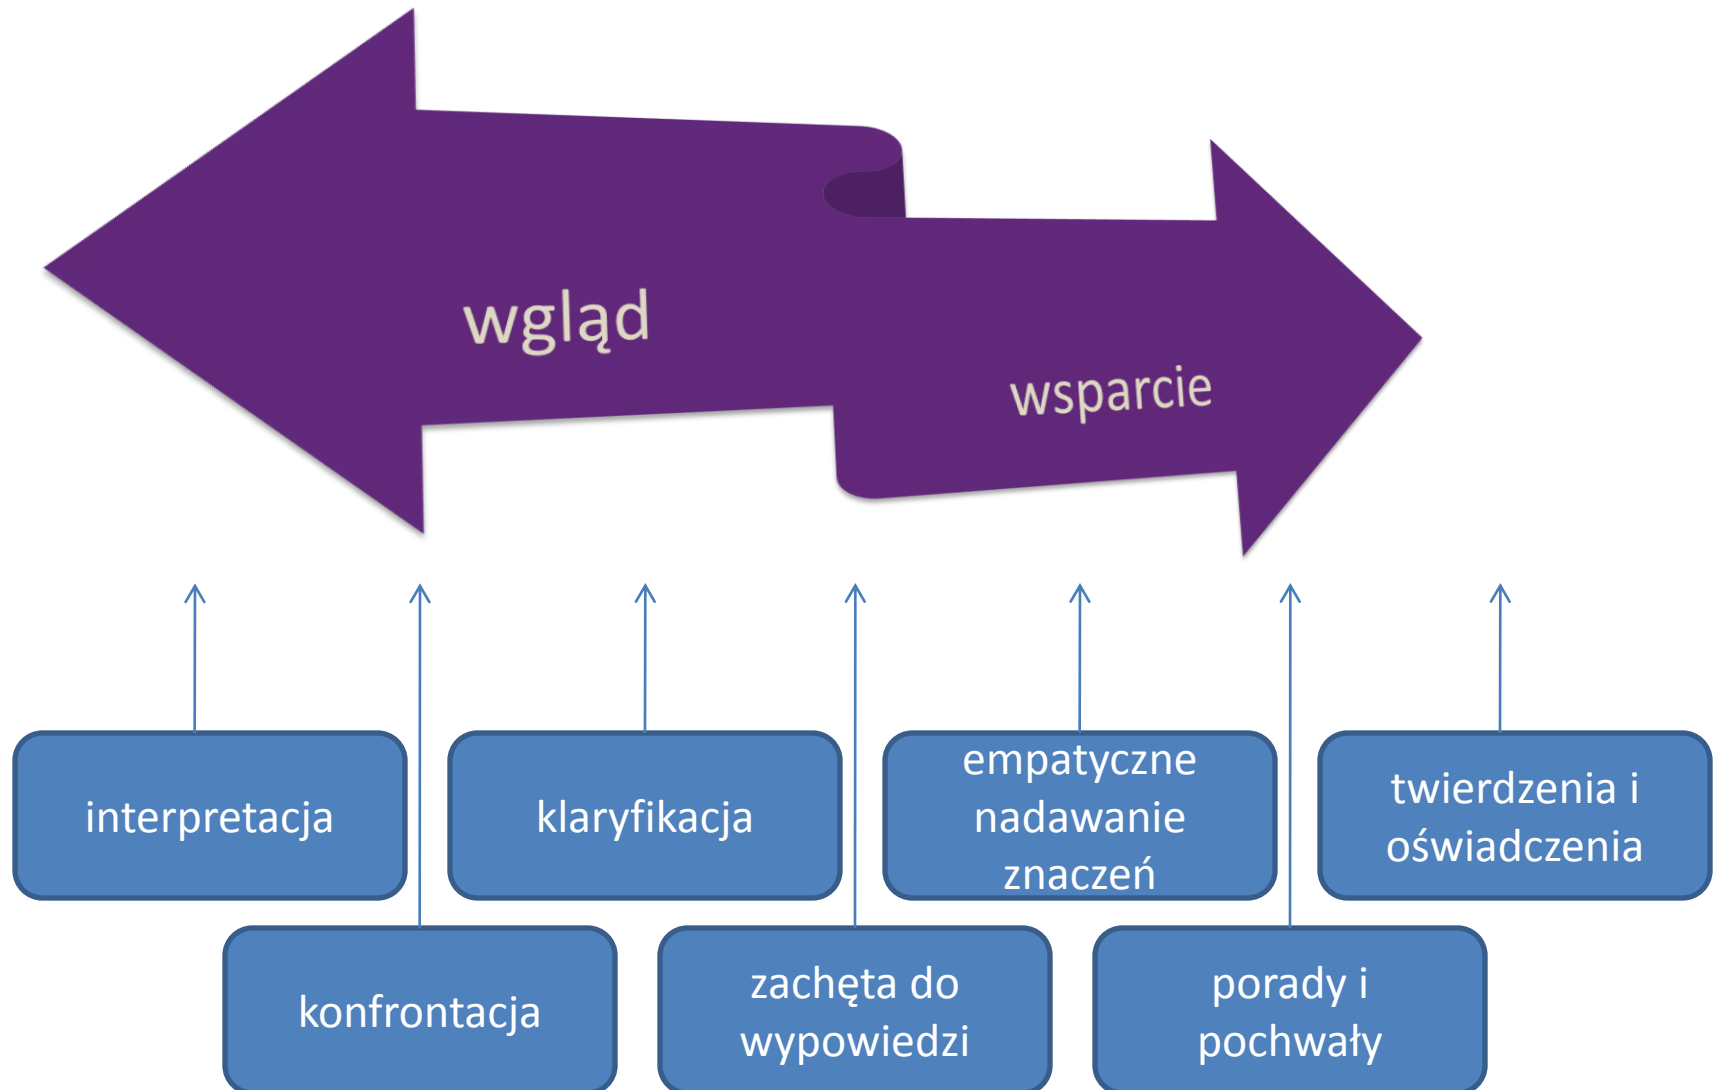 wgląd
wsparcie
interpretacja
klaryfikacja
empatyczne
nadawanie
znaczeń
twierdzenia i
oświadczenia
konfrontacja
zachęta do
wypowiedzi
porady i
pochwały